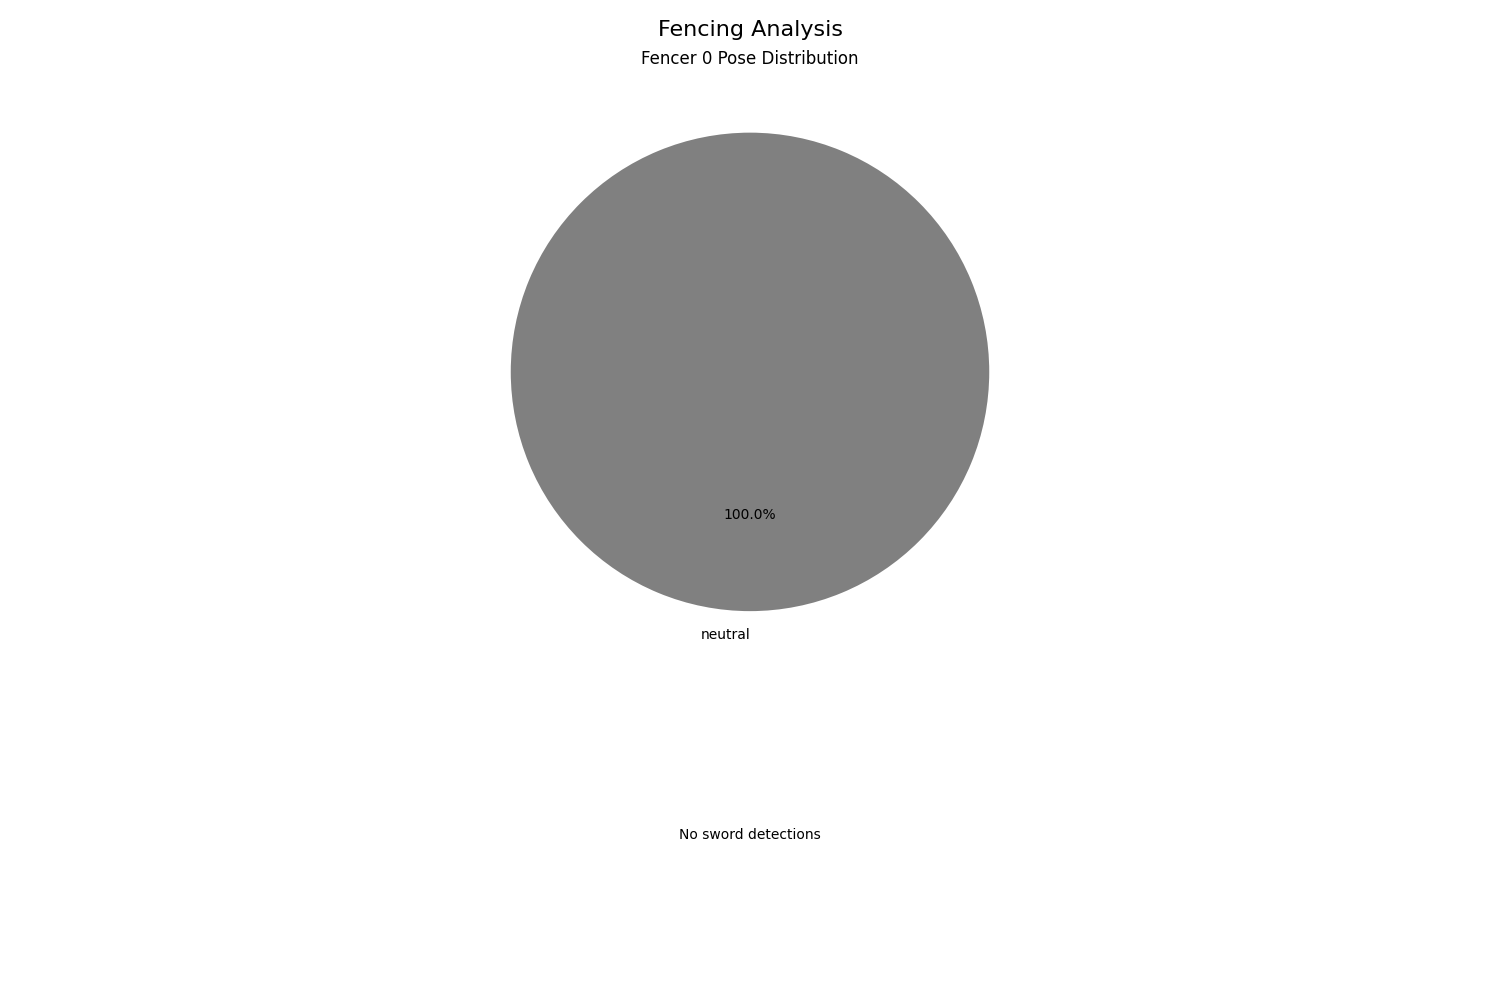 Fencing Analysis
Fencer 0 Pose Distribution
100.0%
neutral
No sword detections